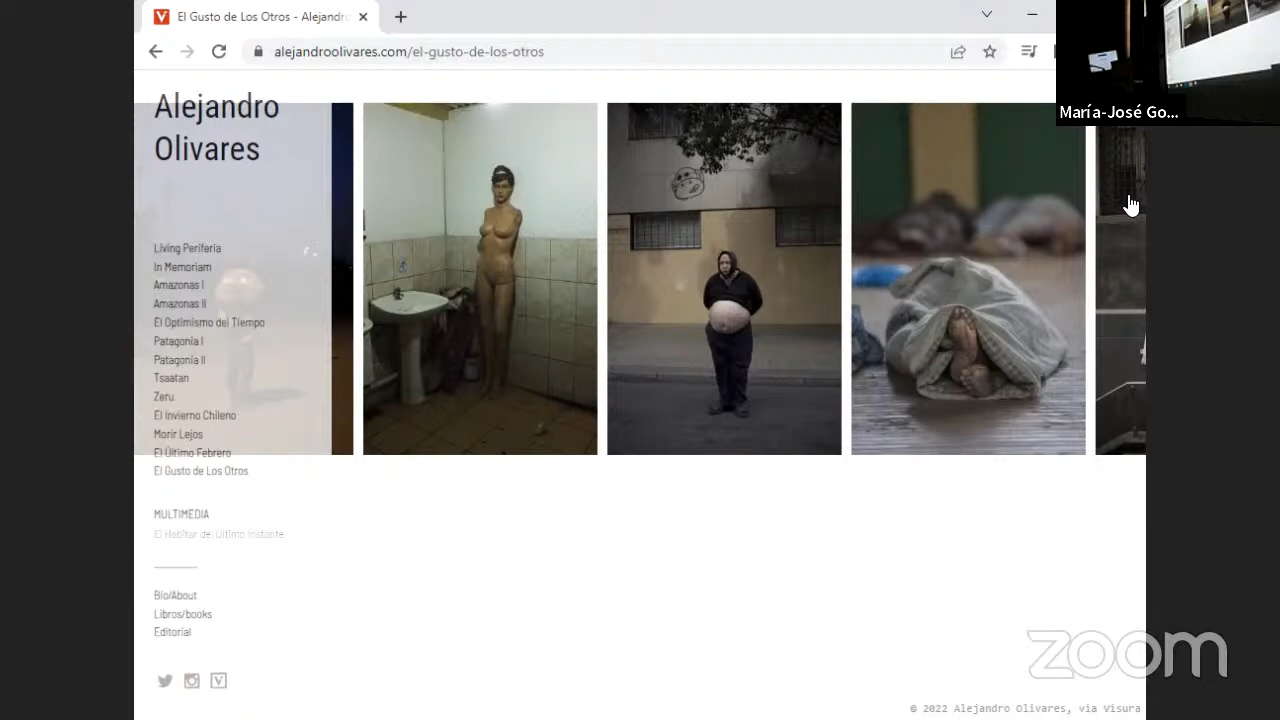 El Gusto de Los Otros - Alejandro
alejandroolivares.com/el-gusto-de-los-otros
María-José Go...
Alejandro
Olivares
Living Periferia
In Memoriam
Amazonas I
Amazonas II
El Optimismo del Tiempo
Patagonia I
Patagonia II
Tsaatan
Zeru
El Invierno Chileno
Morir Lejos
El Último Febrero
El Gusto de Los Otros
MULTIMEDIA
El Habitar del Último Instante
Bio/About
Libros/books
Editorial
zoom
© 2022 Alejandro Olivares, via Visura